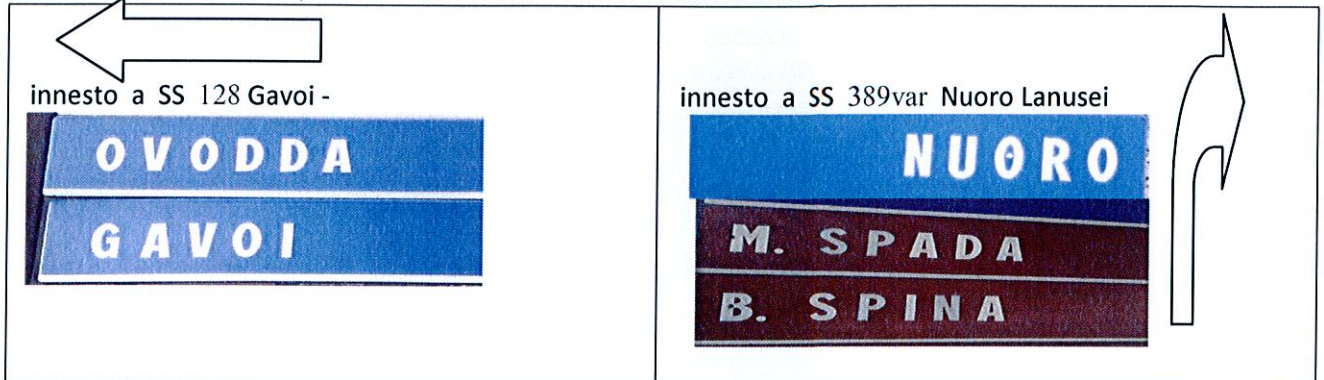 innesto a SS 128 Gavoi -
OVODDA
GAVOI
innesto a SS 389var Nuoro Lanusei
NUORO
M. SPADA
B. SPINA